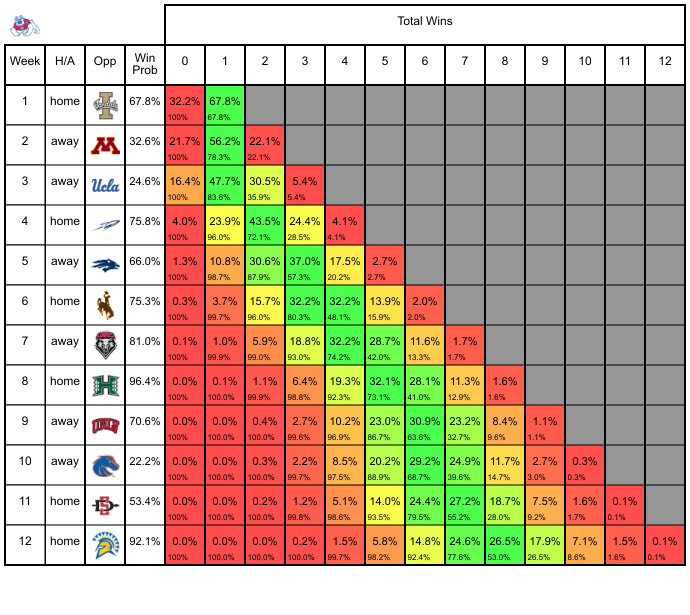 Total Wins
Week H/A Opp Win Prob 0 1 2 3 4 5 6 7 8 9 10 11 12
1 home I Idaho 67.8% 32.2% 67.8%
100% 67.8%
2 away M 32.6% 21.7% 56.2% 22.1%
100% 78.3% 22.1%
3 away Ucla 24.6% 16.4% 47.7% 30.5% 5.4%
100% 83.6% 35.9% 5.4%
4 home 75.8% 4.0% 23.9% 43.5% 24.4% 4.1%
100% 96.0% 72.1% 28.5% 4.1%
5 away 66.0% 1.3% 10.8% 30.6% 37.0% 17.5% 2.7%
100% 98.7% 87.9% 57.3% 20.2% 2.7%
6 home 75.3% 0.3% 3.7% 15.7% 32.2% 32.2% 13.9% 2.0%
100% 99.7% 96.0% 80.3% 48.1% 15.9% 2.0%
7 away 81.0% 0.1% 1.0% 5.9% 18.8% 32.2% 28.7% 11.6% 1.7%
100% 99.9% 99.0% 93.0% 74.2% 42.0% 13.3% 1.7%
8 home H 96.4% 0.0% 0.1% 1.1% 6.4% 19.3% 32.1% 28.1% 11.3% 1.6%
100% 100.0% 99.9% 98.8% 92.3% 73.1% 41.0% 12.9% 1.6%
9 away UNLV 70.6% 0.0% 0.0% 0.4% 2.7% 10.2% 23.0% 30.9% 23.2% 8.4% 1.1%
100% 100.0% 100.0% 99.6% 96.9% 86.7% 63.6% 32.7% 9.6% 1.1%
10 away 22.2% 0.0% 0.0% 0.3% 2.2% 8.5% 20.2% 29.2% 24.9% 11.7% 2.7% 0.3%
100% 100.0% 100.0% 99.7% 97.5% 88.9% 68.7% 39.6% 14.7% 3.0% 0.3%
11 home SD 53.4% 0.0% 0.0% 0.2% 1.2% 5.1% 14.0% 24.4% 27.2% 18.7% 7.5% 1.6% 0.1%
100% 100.0% 100.0% 99.8% 98.6% 93.5% 79.5% 55.2% 28.0% 9.2% 1.7% 0.1%
12 home 92.1% 0.0% 0.0% 0.0% 0.2% 1.5% 5.8% 14.8% 24.6% 26.5% 17.9% 7.1% 1.5% 0.1%
100% 100.0% 100.0% 100.0% 99.7% 98.2% 92.4% 77.6% 53.0% 26.5% 8.6% 1.6% 0.1%